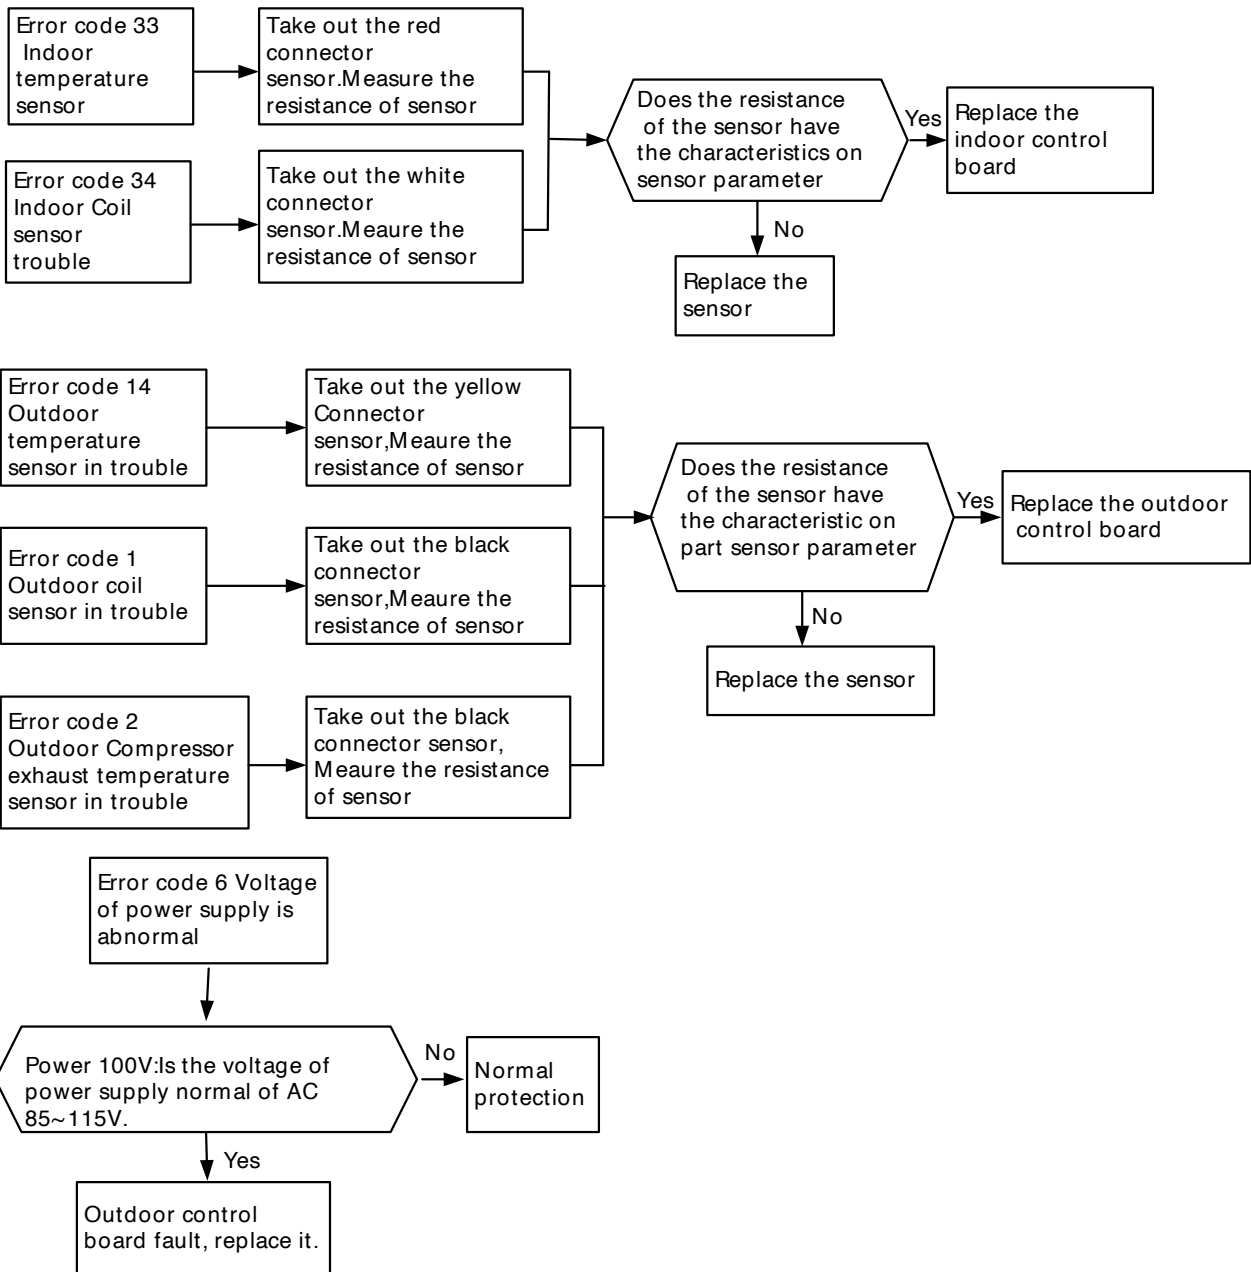 Error code 33
Indoor
temperature
sensor
Take out the red
connector
sensor.Measure the
resistance of sensor
Does the resistance
of the sensor have
the characteristics on
sensor parameter
Yes
Replace the
indoor control
board
Error code 34
Indoor Coil
sensor
trouble
Take out the white
connector
sensor.Meaure the
resistance of sensor
No
Replace the
sensor
Error code 14
Outdoor
temperature
sensor in trouble
Take out the yellow
Connector
sensor,Meaure the
resistance of sensor
Does the resistance
of the sensor have
the characteristic on
part sensor parameter
Yes
Replace the outdoor
control board
Error code 1
Outdoor coil
sensor in trouble
Take out the black
connector
sensor,Meaure the
resistance of sensor
No
Replace the sensor
Error code 2
Outdoor Compressor
exhaust temperature
sensor in trouble
Take out the black
connector sensor,
Meaure the resistance
of sensor
Error code 6 Voltage
of power supply is
abnormal
Power 100V:Is the voltage of
power supply normal of AC
85~115V.
No
Normal
protection
Yes
Outdoor control
board fault, replace it.